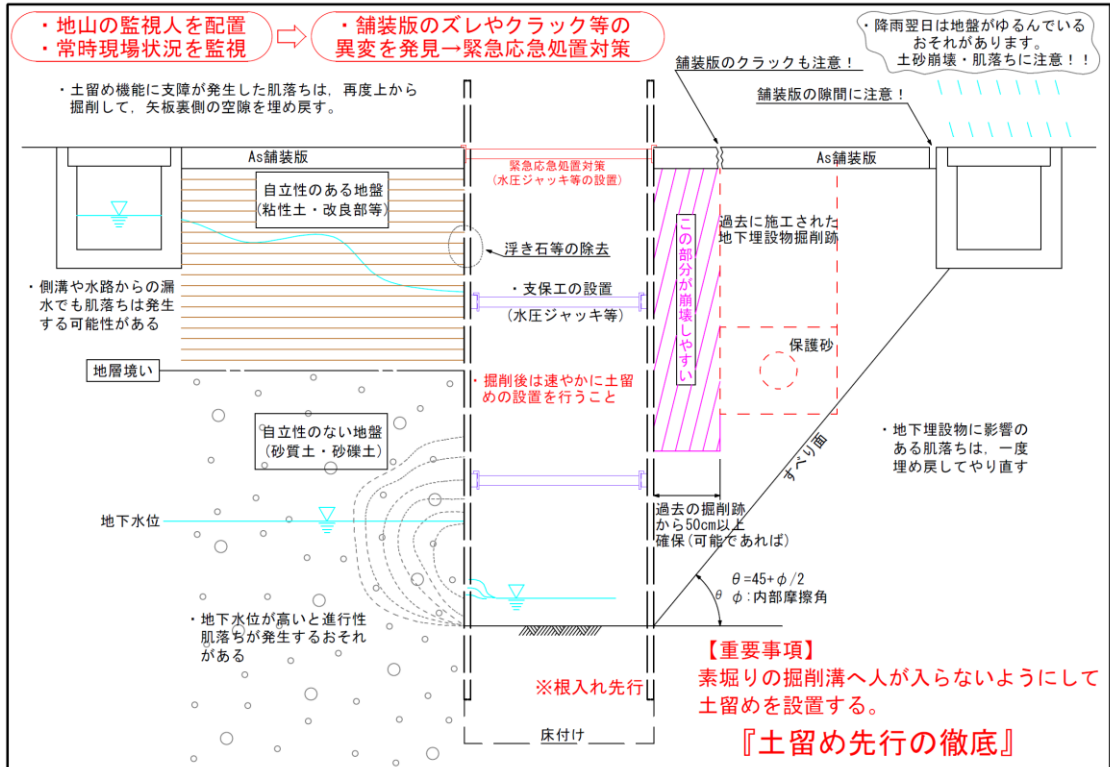 ・地山の監視人を配置
・常時現場状況を監視
・舗装版のズレやクラック等の
異変を発見→緊急応急処置対策
・降雨翌日は地盤がゆるんでいる
おそれがあります。
土砂崩壊・肌落ちに注意！！
・土留め機能に支障が発生した肌落ちは，再度上から
掘削して，矢板裏側の空隙を埋め戻す。
舗装版のクラックも注意！
舗装版の隙間に注意！
As舗装版
緊急応急処置対策
(水圧ジャッキ等の設置)
As舗装版
自立性のある地盤
(粘性土・改良部等)
浮き石等の除去
この部分が崩壊しやすい
過去に施工された
地下埋設物掘削跡
・側溝や水路からの漏
水でも肌落ちは発生
する可能性がある
・支保工の設置
(水圧ジャッキ等)
保護砂
地層境い
・掘削後は速やかに土留
めの設置を行うこと
自立性のない地盤
(砂質土・砂礫土)
すべり面
・地下埋設物に影響の
ある肌落ちは，一度
埋め戻してやり直す
地下水位
過去の掘削跡
から50cm以上
確保(可能であれば)
θ=45+φ/2
θ φ:内部摩擦角
・地下水位が高いと進行性
肌落ちが発生するおそれ
がある
※根入れ先行
床付け
【重要事項】
素堀りの掘削溝へ人が入らないようにして
土留めを設置する。
『土留め先行の徹底』